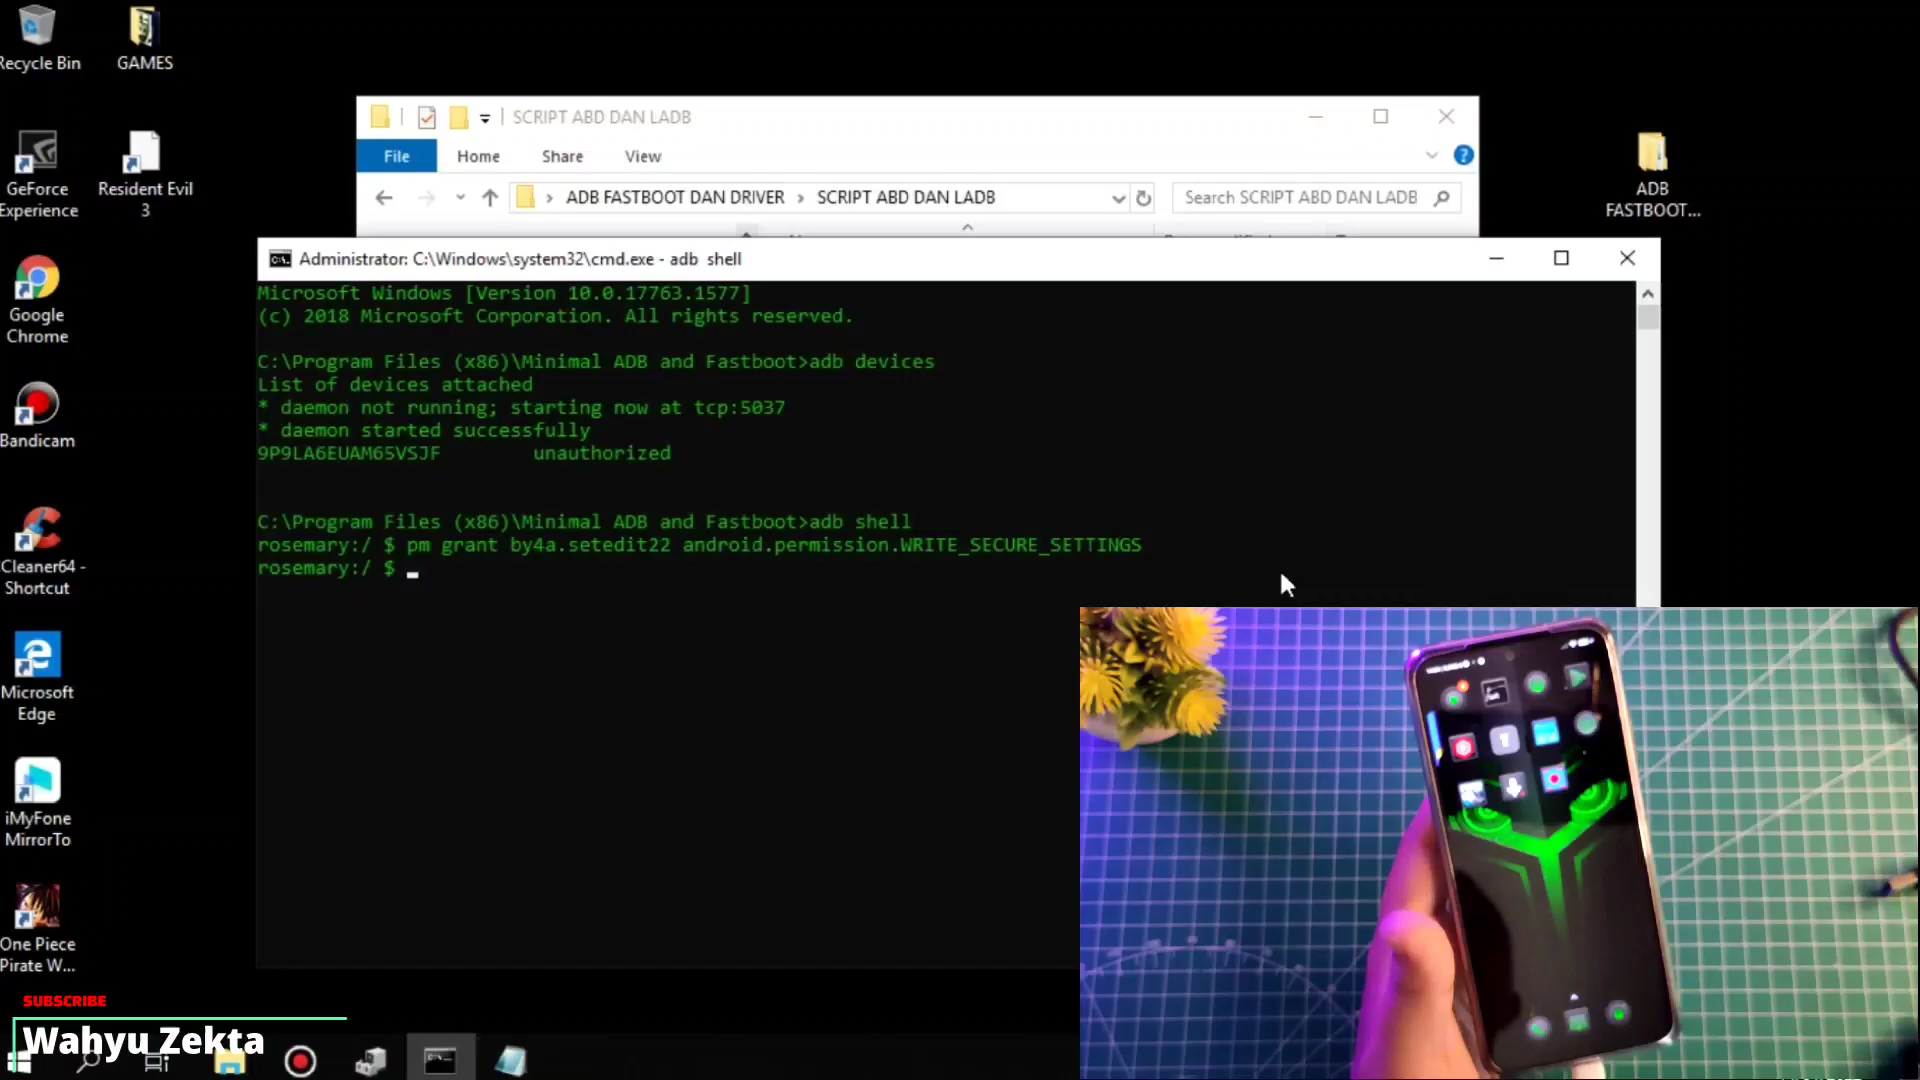 Recycle Bin
GAMES
GeForce
Experience
Resident Evil
3
Google
Chrome
Bandicam
Cleaner64 -
Shortcut
Microsoft
Edge
iMyFone
MirrorTo
One Piece
Pirate W...
ADB
FASTBOOT...
SCRIPT ABD DAN LADB
File
Home
Share
View
ADB FASTBOOT DAN DRIVER
SCRIPT ABD DAN LADB
Search SCRIPT ABD DAN LADB
Administrator: C:\Windows\system32\cmd.exe - adb  shell
Microsoft Windows [Version 10.0.17763.1577]
(c) 2018 Microsoft Corporation. All rights reserved.
C:\Program Files (x86)\Minimal ADB and Fastboot>adb devices
List of devices attached
* daemon not running; starting now at tcp:5037
* daemon started successfully
9P9LA6EUAM65VSJF        unauthorized
C:\Program Files (x86)\Minimal ADB and Fastboot>adb shell
rosemary:/ $ pm grant by4a.setedit22 android.permission.WRITE_SECURE_SETTINGS
rosemary:/ $
SUBSCRIBE
Wahyu Zekta